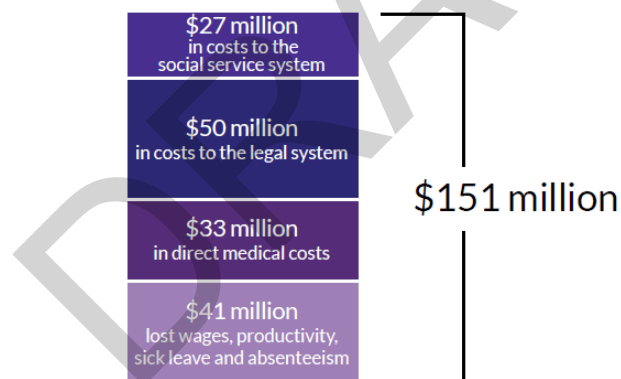 $27 million
in costs to the
social service system
$50 million
in costs to the legal system
$33 million
in direct medical costs
$41 million
lost wages, productivity,
sick leave and absenteeism
$151 million
DRA